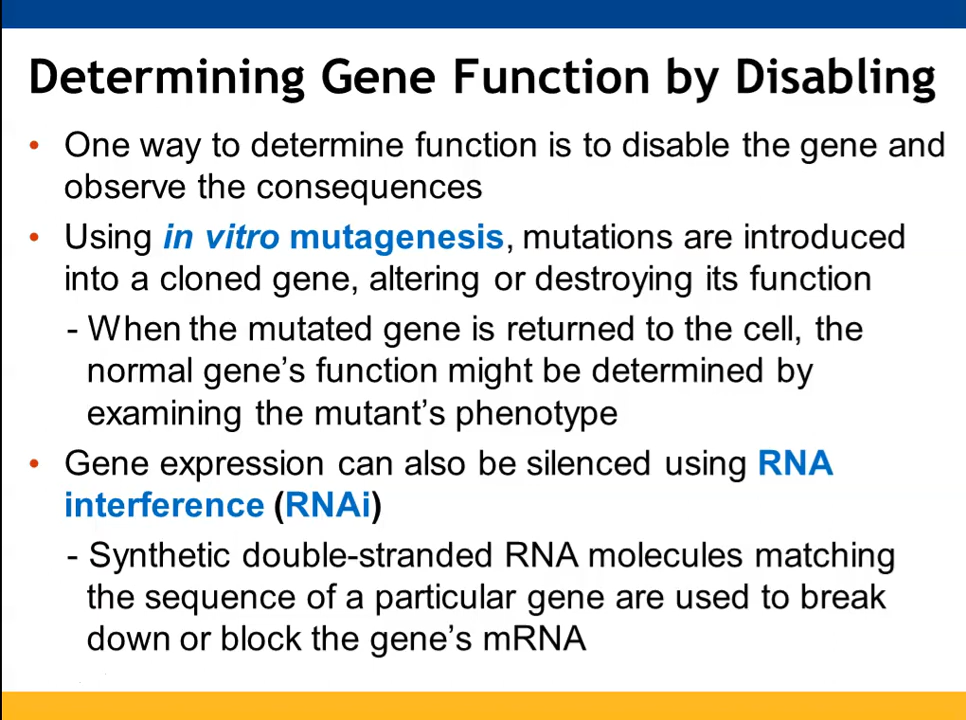 Determining Gene Function by Disabling
• One way to determine function is to disable the gene and
observe the consequences
• Using in vitro mutagenesis, mutations are introduced
into a cloned gene, altering or destroying its function
- When the mutated gene is returned to the cell, the
normal gene’s function might be determined by
examining the mutant’s phenotype
• Gene expression can also be silenced using RNA
interference (RNAi)
- Synthetic double-stranded RNA molecules matching
the sequence of a particular gene are used to break
down or block the gene’s mRNA